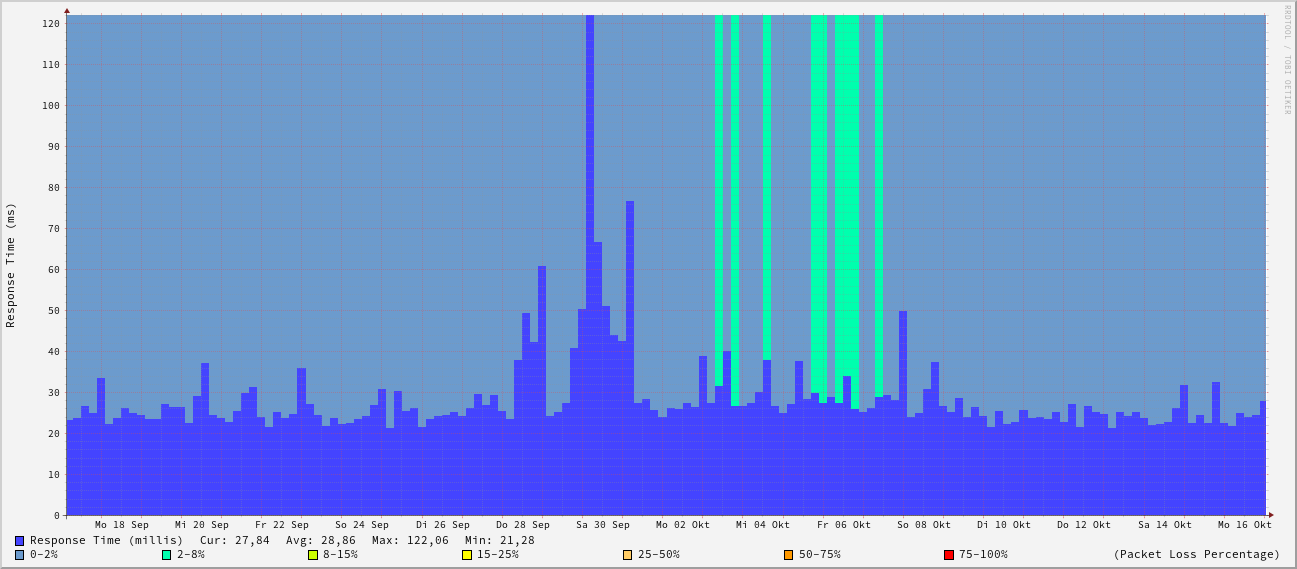 RRDTOOL / TOBI OETIKER
Response Time (ms)
120
110
100
90
80
70
60
50
40
30
20
10
0
Mo 18 Sep Mi 20 Sep Fr 22 Sep So 24 Sep Di 26 Sep Do 28 Sep Sa 30 Sep Mo 02 Okt Mi 04 Okt Fr 06 Okt So 08 Okt Di 10 Okt Do 12 Okt Sa 14 Okt Mo 16 Okt
Response Time (millis) Cur: 27,84 Avg: 28,86 Max: 122,06 Min: 21,28
0-2% 2-8% 8-15% 15-25% 25-50% 50-75% 75-100% (Packet Loss Percentage)